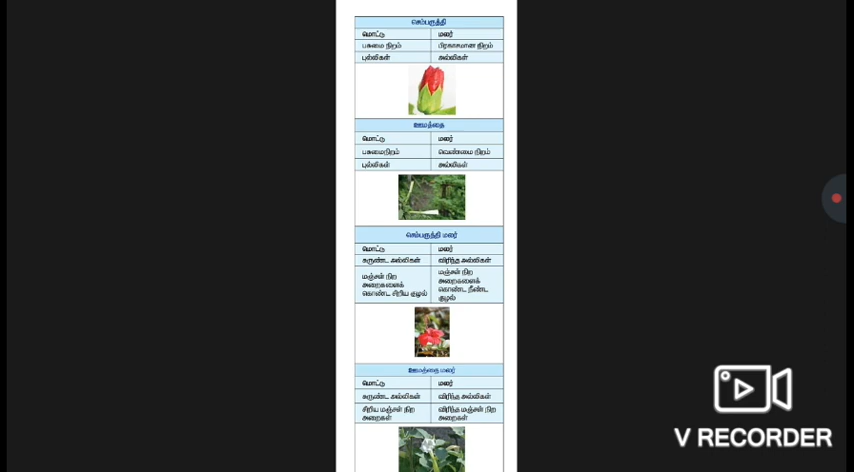 செம்பருத்தி
மொட்டு மலர்
பசுமை நிறம் பிரகாசமான நிறம்
புல்லிகள் அல்லிகள்
ஊமத்தை
மொட்டு மலர்
பசுமைநிறம் வெண்மை நிறம்
புல்லிகள் அல்லிகள்
செம்பருத்தி மலர்
மொட்டு மலர்
சுருண்ட அல்லிகள் விரிந்த அல்லிகள்
மஞ்சள் நிற
அறைகளைக்
கொண்ட சிறிய குழல்
மஞ்சள் நிற
அறைகளைக்
கொண்ட நீண்ட
குழல்
ஊமத்தை மலர்
மொட்டு மலர்
சுருண்ட அல்லிகள் விரிந்த அல்லிகள்
சிறிய மஞ்சள் நிற
அறைகள்
விரிந்த மஞ்சள் நிற
அறைகள்
V RECORDER